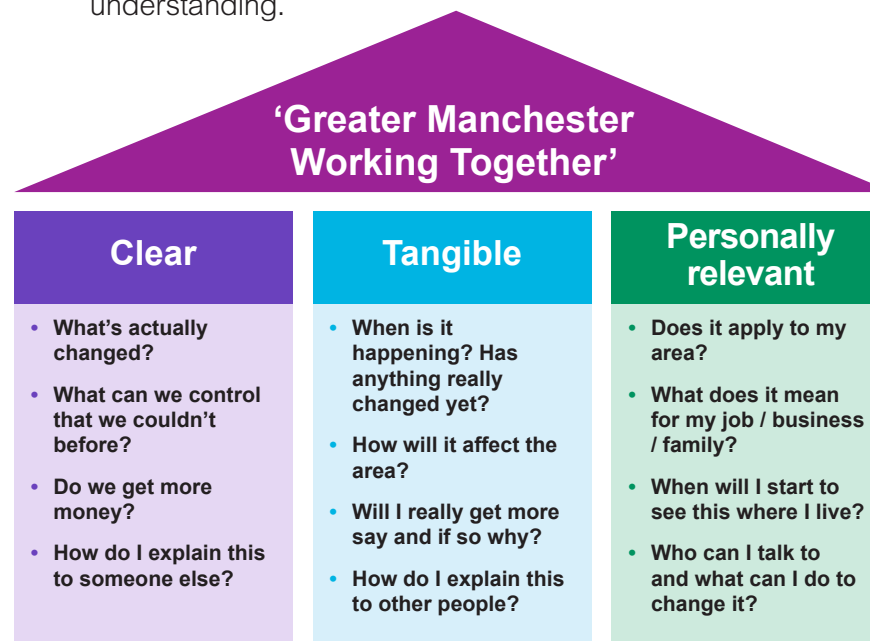 understanding.
‘Greater Manchester
Working Together’
Clear
• What’s actually
changed?
• What can we control
that we couldn’t
before?
• Do we get more
money?
• How do I explain this
to someone else?
Tangible
• When is it
happening? Has
anything really
changed yet?
• How will it affect the
area?
• Will I really get more
say and if so why?
• How do I explain this
to other people?
Personally
relevant
• Does it apply to my
area?
• What does it mean
for my job / business
/ family?
• When will I start to
see this where I live?
• Who can I talk to
and what can I do to
change it?